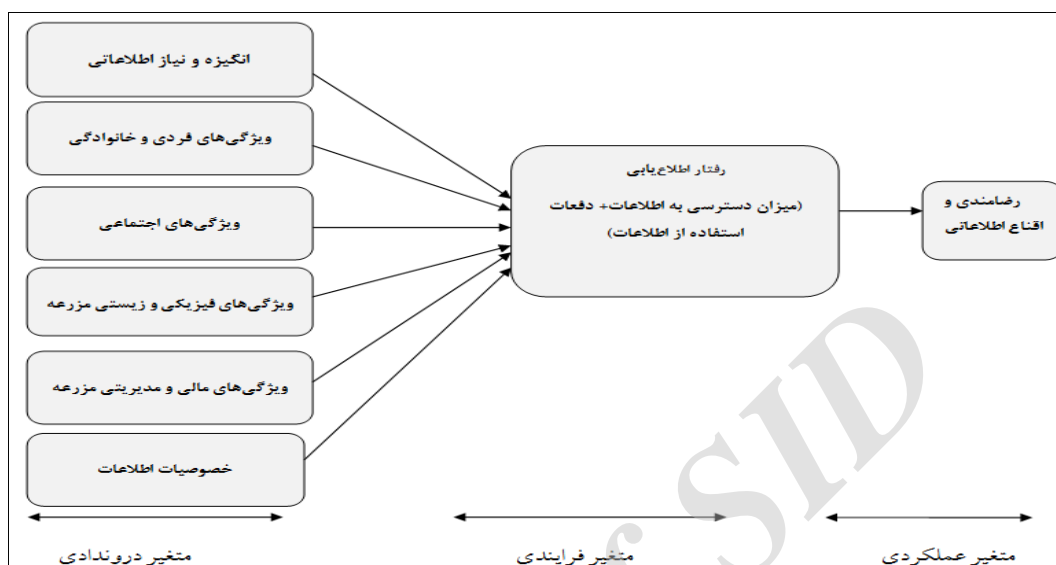 انگیزه و نیاز اطلاعاتی
ویژگی‌های فردی و خانوادگی
ویژگی‌های اجتماعی
ویژگی‌های فیزیکی و زیستی مزرعه
ویژگی‌های مالی و مدیریتی مزرعه
خصوصیات اطلاعات
رفتار اطلاع‌یابی
(میزان دسترسی به اطلاعات+ دفعات
استفاده از اطلاعات)
رضامندی و
اقناع اطلاعاتی
متغیر دروندادی
متغیر فرایندی
متغیر عملکردی
f SID